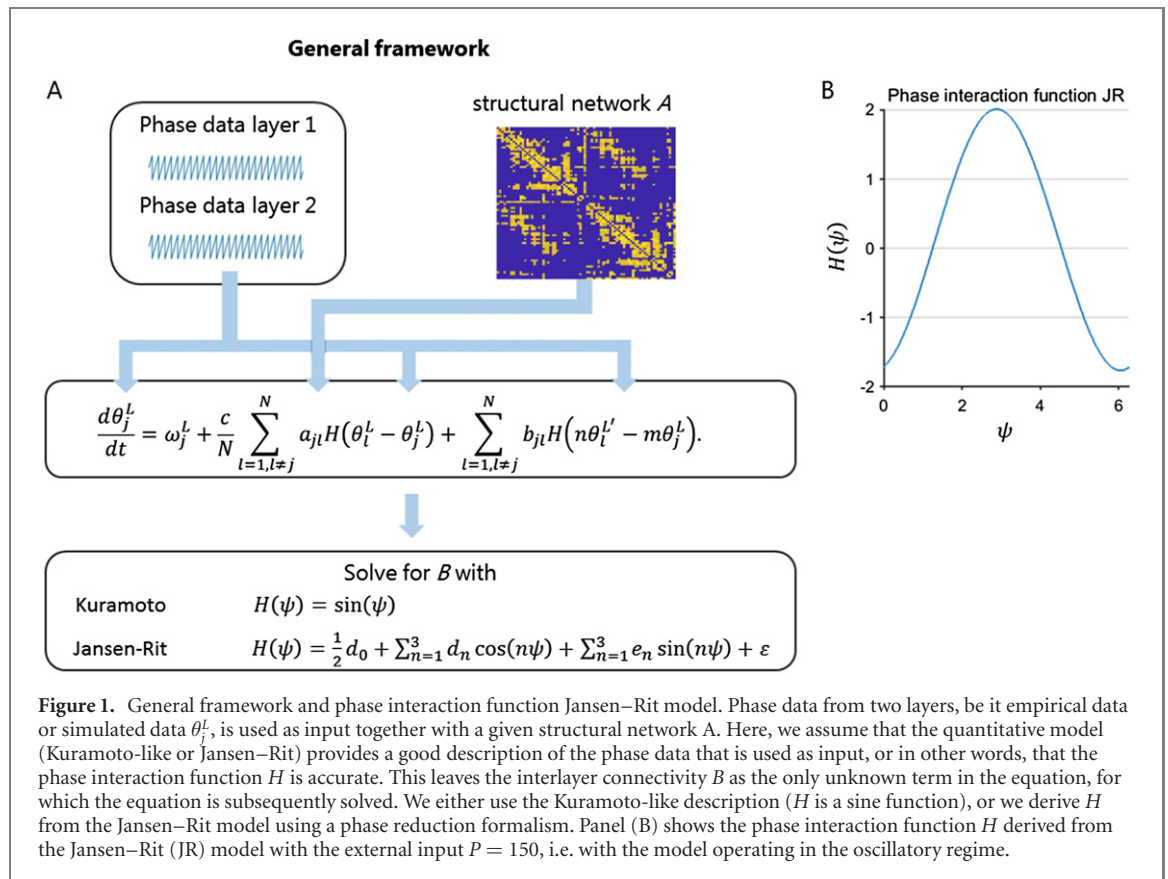 General framework
A
Phase data layer 1
Phase data layer 2
structural network A
dθ_j^L/dt = ω_j^L + c/N ∑_{l=1,l≠j}^N a_{jl}H(θ_l^L − θ_j^L) + ∑_{l=1,l≠j}^N b_{jl}H(nθ_l^{L'} − mθ_j^L).
Solve for B with
Kuramoto H(ψ) = sin(ψ)
Jansen-Rit H(ψ) = 1/2 d_0 + ∑_{n=1}^3 d_n cos(nψ) + ∑_{n=1}^3 e_n sin(nψ) + ε
B
Phase interaction function JR
H(ψ)
2
1
0
-1
-2
0 2 4 6
ψ
Figure 1. General framework and phase interaction function Jansen–Rit model. Phase data from two layers, be it empirical data
or simulated data θ_j^L, is used as input together with a given structural network A. Here, we assume that the quantitative model
(Kuramoto-like or Jansen–Rit) provides a good description of the phase data that is used as input, or in other words, that the
phase interaction function H is accurate. This leaves the interlayer connectivity B as the only unknown term in the equation, for
which the equation is subsequently solved. We either use the Kuramoto-like description (H is a sine function), or we derive H
from the Jansen–Rit model using a phase reduction formalism. Panel (B) shows the phase interaction function H derived from
the Jansen–Rit (JR) model with the external input P = 150, i.e. with the model operating in the oscillatory regime.